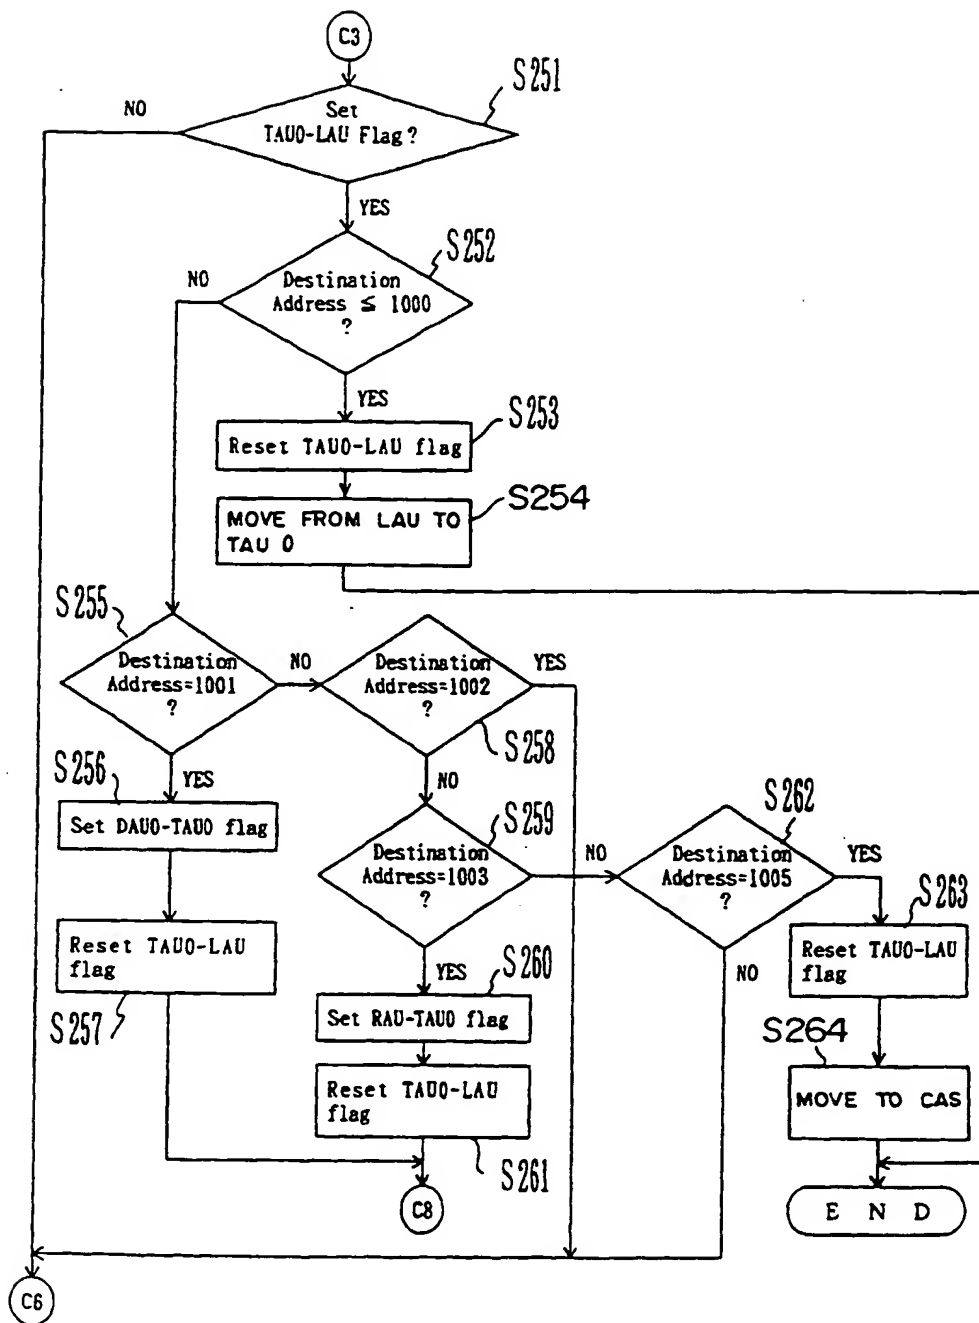 C3
S251
NO
Set
TAU0-LAU Flag?
YES
S252
NO
Destination
Address ≦ 1000
?
YES
S253
Reset TAU0-LAU flag
S254
MOVE FROM LAU TO
TAU 0
S255
Destination
Address=1001
?
NO
Destination
Address=1002
?
YES
S258
S256
YES
NO
Set DAU0-TAU0 flag
S259
Destination
Address=1003
?
NO
S262
Destination
Address=1005
?
YES
S263
Reset TAU0-LAU
flag
S257
YES
S260
Set RAU-TAU0 flag
NO
Reset TAU0-LAU
flag
S264
Reset TAU0-LAU
flag
S261
MOVE TO CAS
C8
E N D
C6